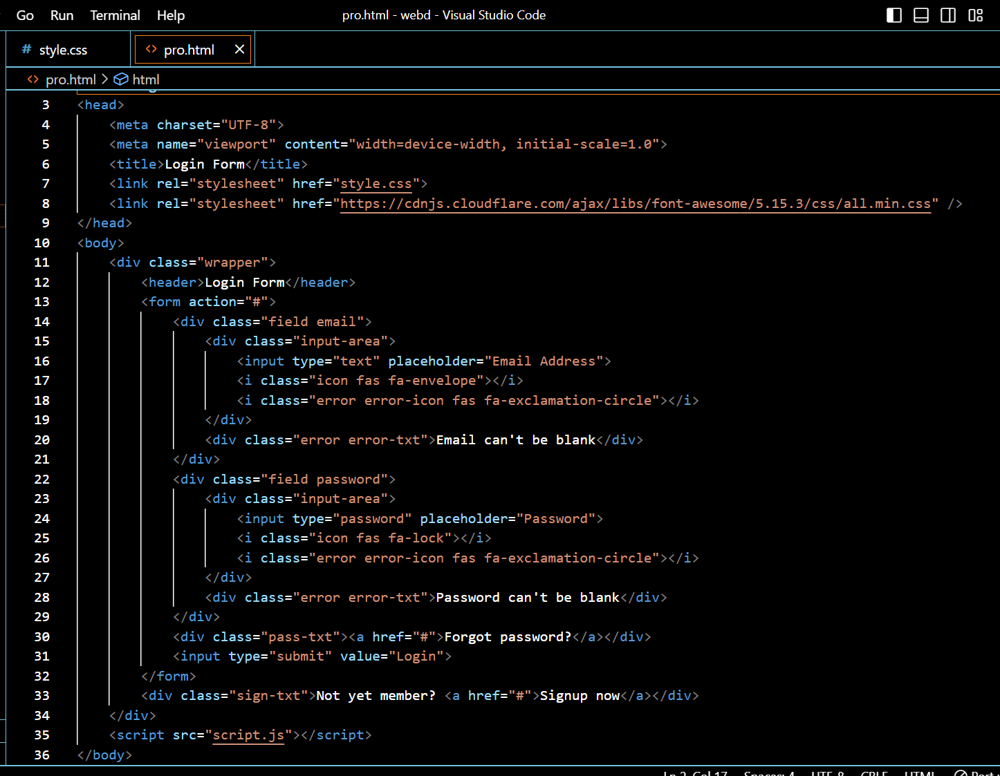 Go Run Terminal Help pro.html - webd - Visual Studio Code
# style.css <> pro.html ×
<> pro.html > html
3 <head>
4 <meta charset="UTF-8">
5 <meta name="viewport" content="width=device-width, initial-scale=1.0">
6 <title>Login Form</title>
7 <link rel="stylesheet" href="style.css">
8 <link rel="stylesheet" href="https://cdnjs.cloudflare.com/ajax/libs/font-awesome/5.15.3/css/all.min.css" />
9 </head>
10 <body>
11 <div class="wrapper">
12 <header>Login Form</header>
13 <form action="#">
14 <div class="field email">
15 <div class="input-area">
16 <input type="text" placeholder="Email Address">
17 <i class="icon fas fa-envelope"></i>
18 <i class="error error-icon fas fa-exclamation-circle"></i>
19 </div>
20 <div class="error error-txt">Email can't be blank</div>
21 </div>
22 <div class="field password">
23 <div class="input-area">
24 <input type="password" placeholder="Password">
25 <i class="icon fas fa-lock"></i>
26 <i class="error error-icon fas fa-exclamation-circle"></i>
27 </div>
28 <div class="error error-txt">Password can't be blank</div>
29 </div>
30 <div class="pass-txt"><a href="#">Forgot password?</a></div>
31 <input type="submit" value="Login">
32 </form>
33 <div class="sign-txt">Not yet member? <a href="#">Signup now</a></div>
34 </div>
35 <script src="script.js"></script>
36 </body>
Ln 2, Col 17 Spaces: 4 UTF-8 CRLF HTML Port